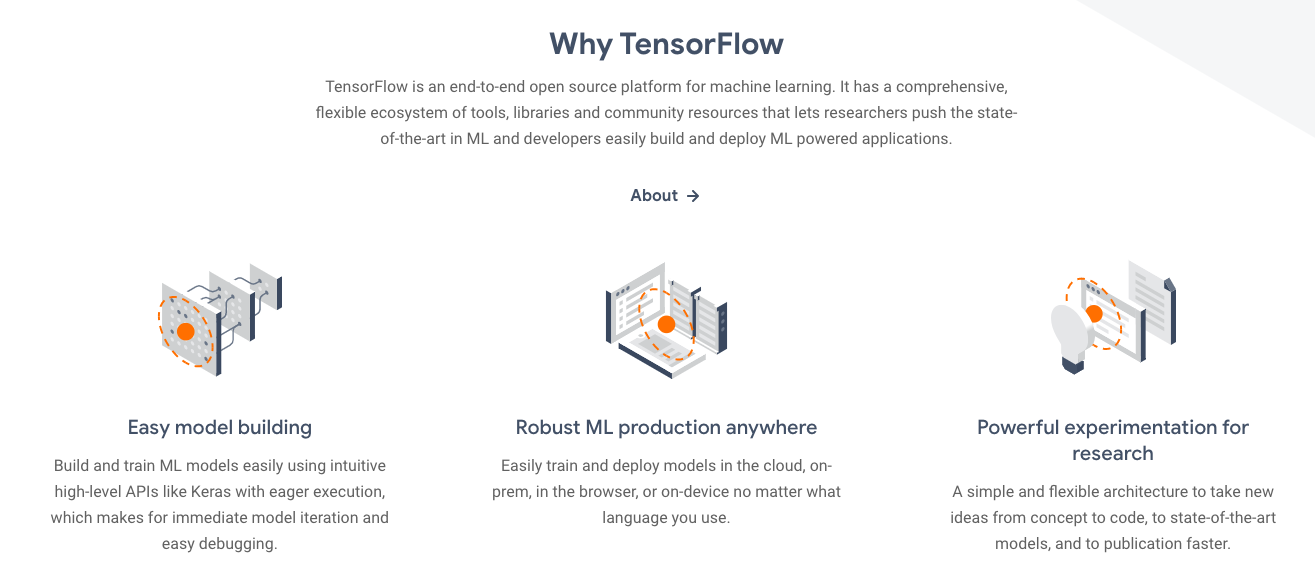 Why TensorFlow
TensorFlow is an end-to-end open source platform for machine learning. It has a comprehensive,
flexible ecosystem of tools, libraries and community resources that lets researchers push the state-
of-the-art in ML and developers easily build and deploy ML powered applications.
About →
Easy model building
Build and train ML models easily using intuitive
high-level APIs like Keras with eager execution,
which makes for immediate model iteration and
easy debugging.
Robust ML production anywhere
Easily train and deploy models in the cloud, on-
prem, in the browser, or on-device no matter what
language you use.
Powerful experimentation for
research
A simple and flexible architecture to take new
ideas from concept to code, to state-of-the-art
models, and to publication faster.